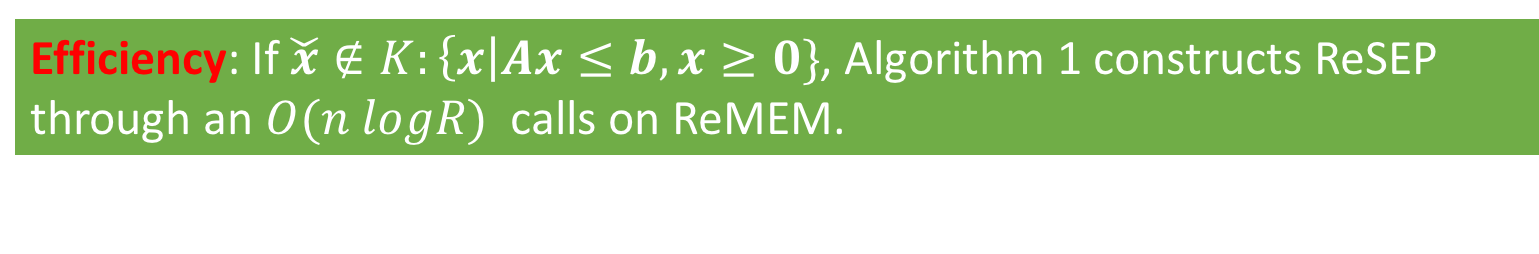 Efficiency: If x̌ ∉ K:{x|Ax ≤ b, x ≥ 0}, Algorithm 1 constructs ReSEP
through an O(n logR) calls on ReMEM.